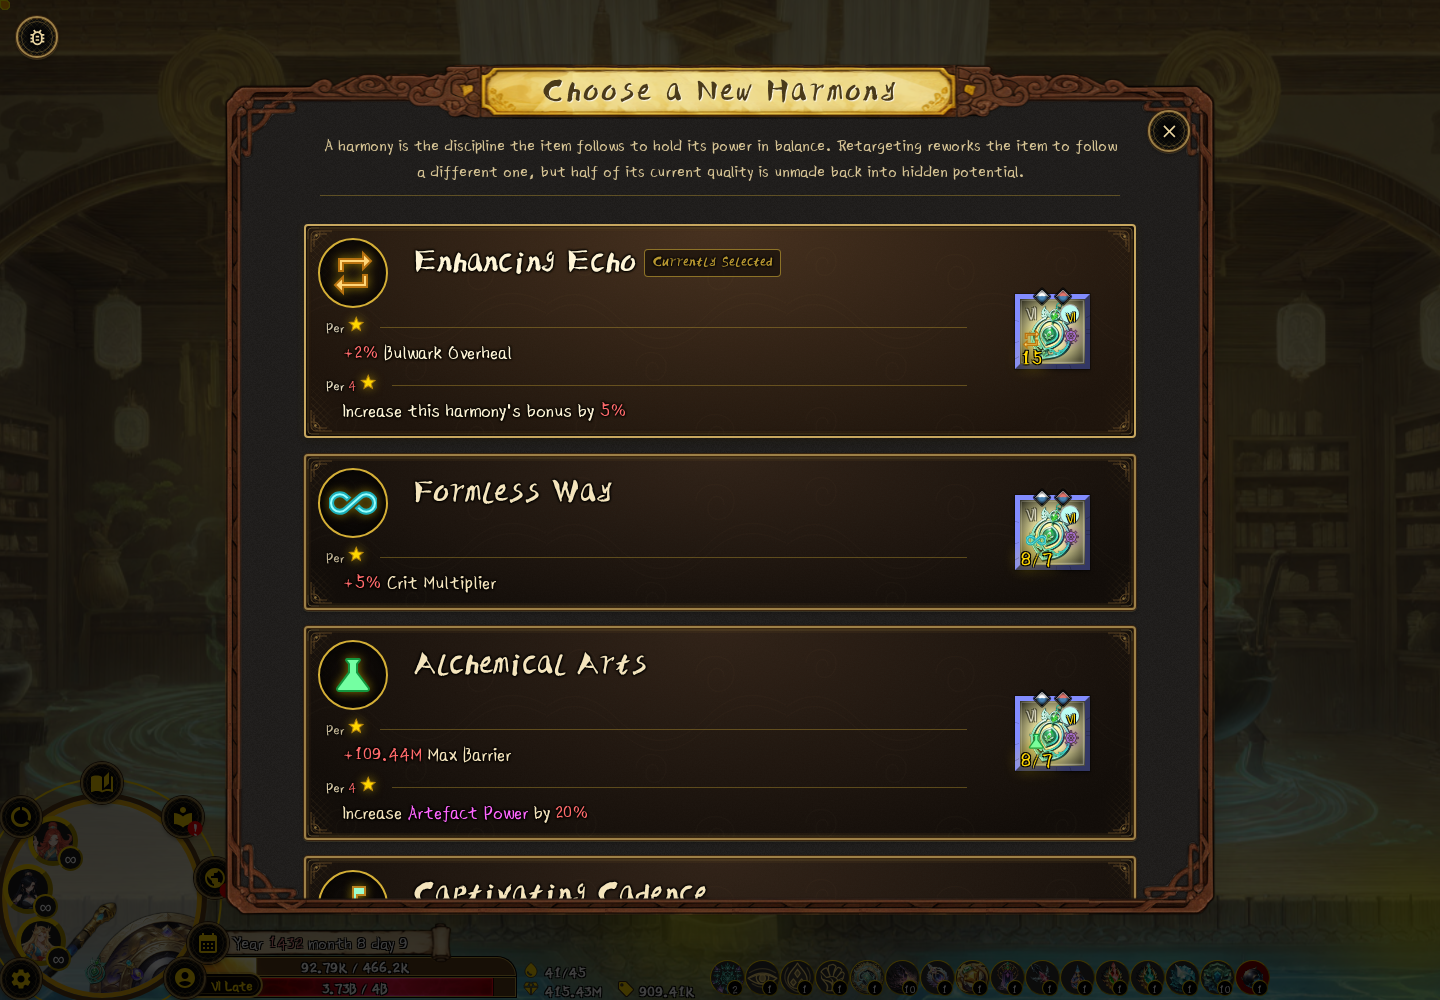 Choose a New Harmony
A harmony is the discipline the item follows to hold its power in balance. Retargeting reworks the item to follow
a different one, but half of its current quality is unmade back into hidden potential.
Enhancing Echo Currently Selected
Per
+2% Bulwark Overheal
Per 4
Increase this harmony's bonus by 5%
VI VI
15
Formless Way
Per
+5% Crit Multiplier
VI VI
8/7
Alchemical Arts
Per
+109.44M Max Barrier
Per 4
Increase Artefact Power by 20%
VI VI
8/7
Captivating Cadence
Year 1432 month 8 day 9
92.79K / 466.2K
VI Late
3.73B / 4B
41/45
415.43M
909.41K